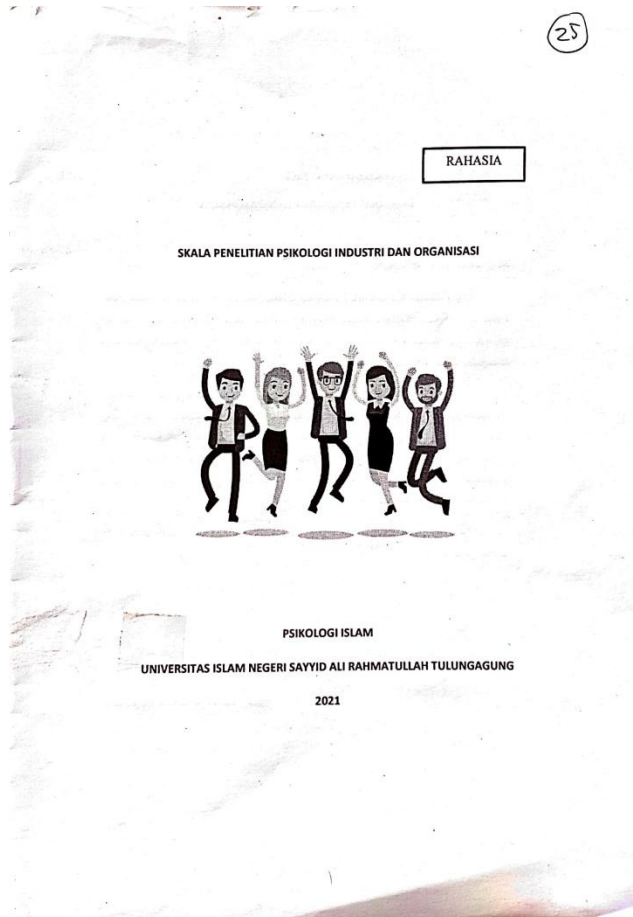 25
RAHASIA
SKALA PENELITIAN PSIKOLOGI INDUSTRI DAN ORGANISASI
PSIKOLOGI ISLAM
UNIVERSITAS ISLAM NEGERI SAYYID ALI RAHMATULLAH TULUNGAGUNG
2021